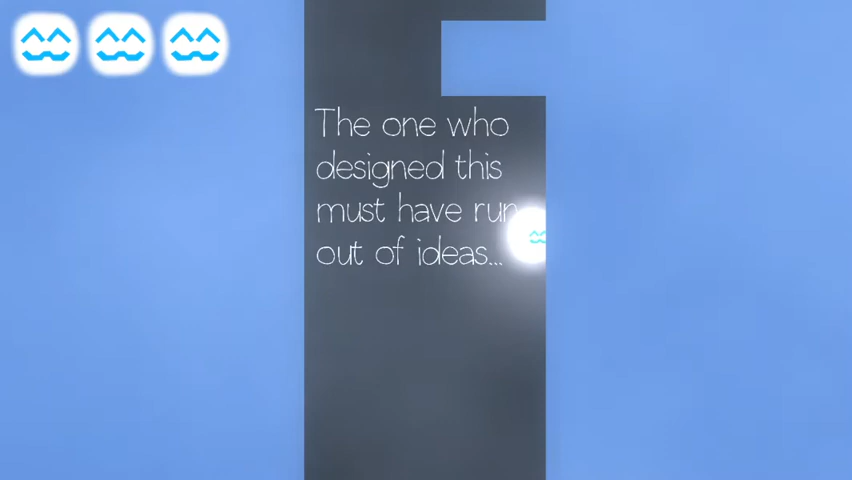 The one who
designed this
must have run
out of ideas...